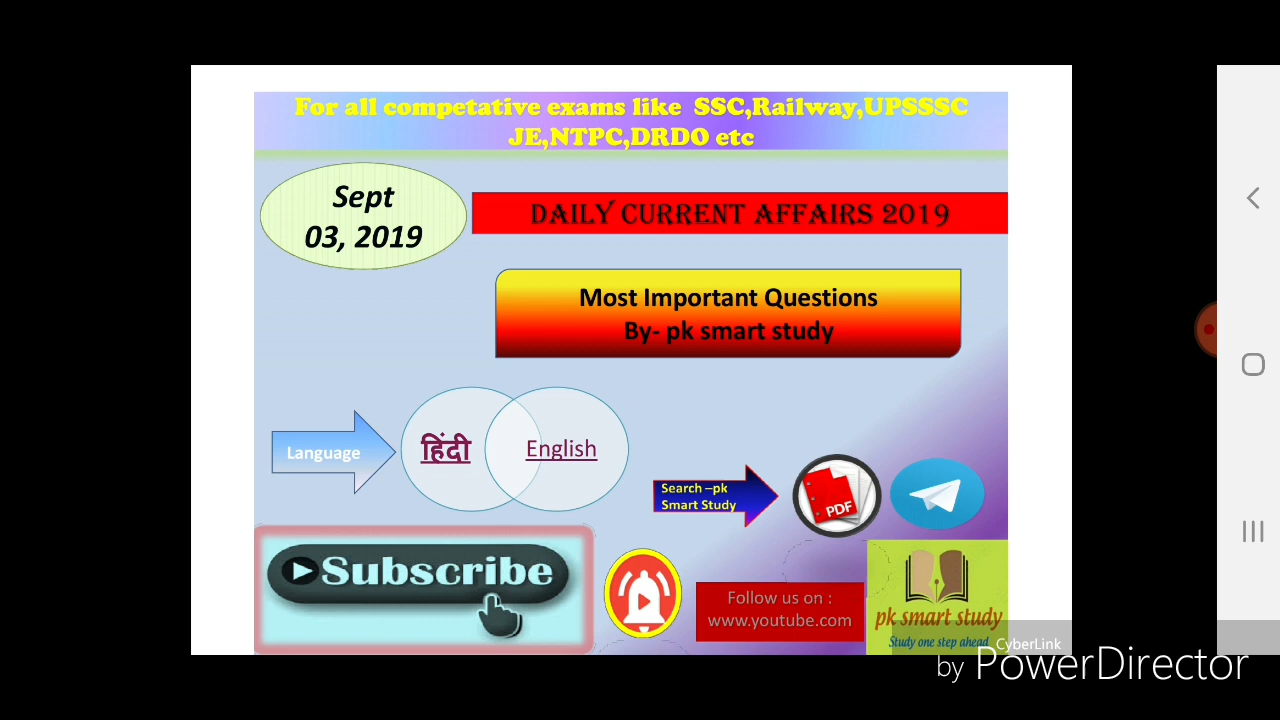 For all competative exams like SSC,Railway,UPSSSC
JE,NTPC,DRDO etc
Sept
03, 2019
DAILY CURRENT AFFAIRS 2019
Most Important Questions
By- pk smart study
Language
हिंदी
English
Search –pk
Smart Study
PDF
Subscribe
Follow us on :
www.youtube.com
pk smart study
Study one step ahead
CyberLink
by PowerDirector